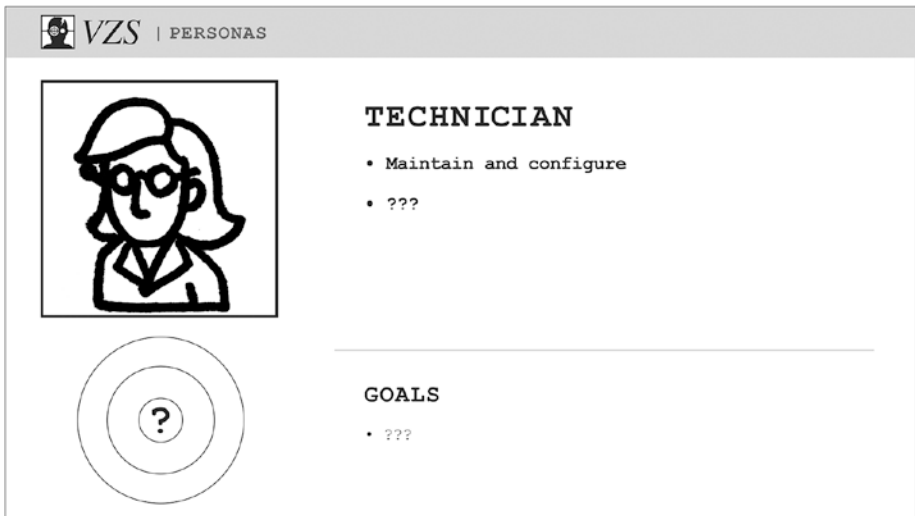 VZS | PERSONAS
TECHNICIAN
• Maintain and configure
• ???
?
GOALS
• ???